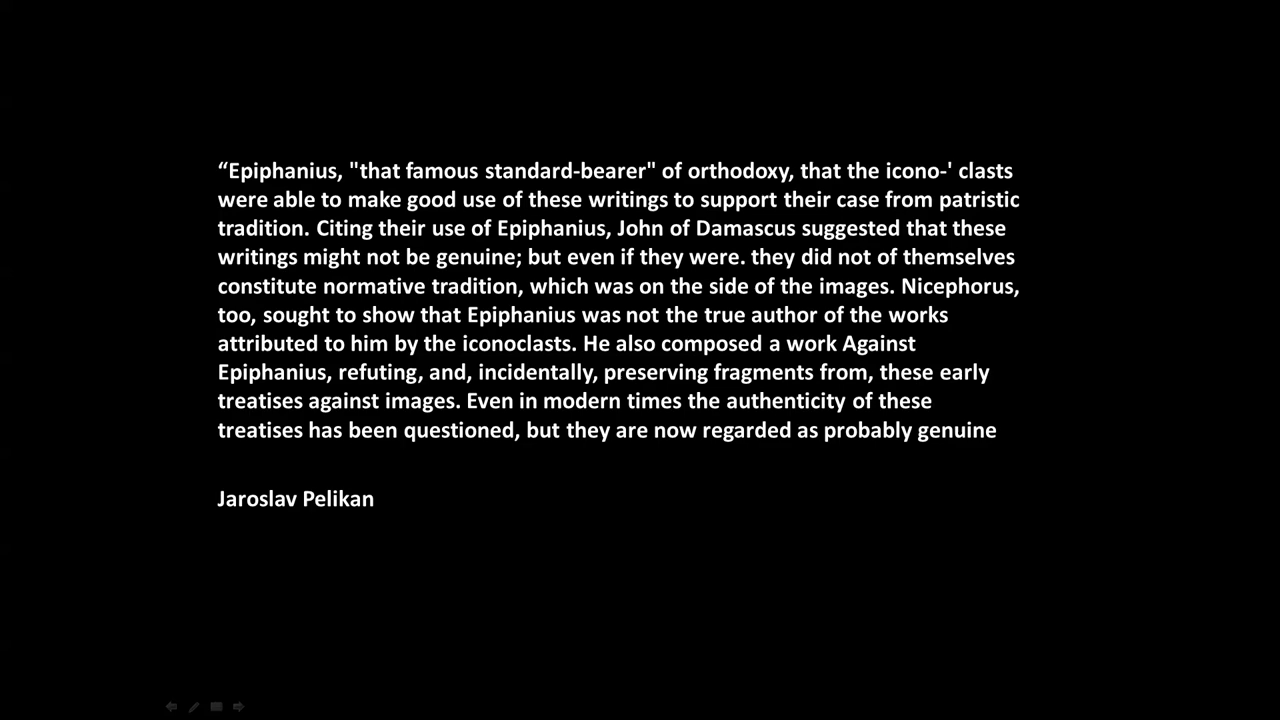 “Epiphanius, "that famous standard-bearer" of orthodoxy, that the icono-' clasts
were able to make good use of these writings to support their case from patristic
tradition. Citing their use of Epiphanius, John of Damascus suggested that these
writings might not be genuine; but even if they were. they did not of themselves
constitute normative tradition, which was on the side of the images. Nicephorus,
too, sought to show that Epiphanius was not the true author of the works
attributed to him by the iconoclasts. He also composed a work Against
Epiphanius, refuting, and, incidentally, preserving fragments from, these early
treatises against images. Even in modern times the authenticity of these
treatises has been questioned, but they are now regarded as probably genuine
Jaroslav Pelikan